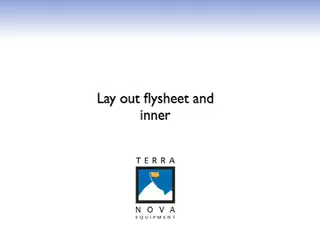 Lay out flysheet and
inner
TERRA
NOVA
EQUIPMENT